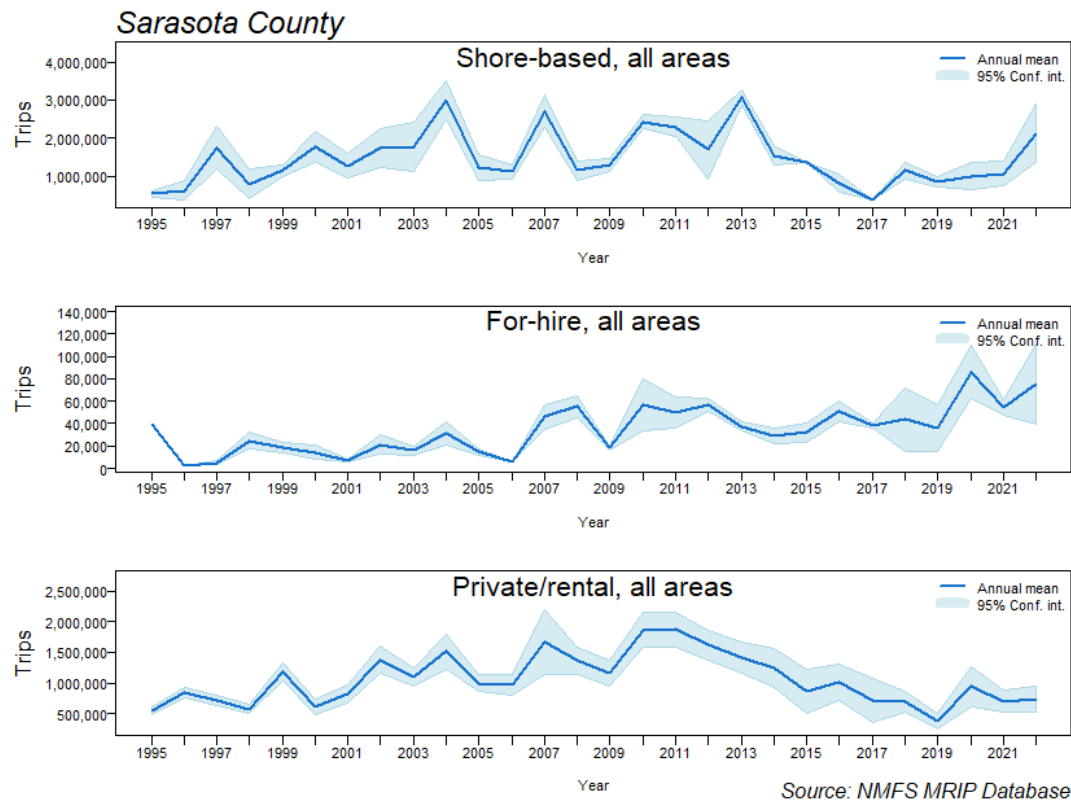 Sarasota County
Shore-based, all areas
Annual mean
95% Conf. int.
Trips
4,000,000
3,000,000
2,000,000
1,000,000
1995 1997 1999 2001 2003 2005 2007 2009 2011 2013 2015 2017 2019 2021
Year
For-hire, all areas
Annual mean
95% Conf. int.
Trips
140,000
120,000
100,000
80,000
60,000
40,000
20,000
0
1995 1997 1999 2001 2003 2005 2007 2009 2011 2013 2015 2017 2019 2021
Year
Private/rental, all areas
Annual mean
95% Conf. int.
Trips
2,500,000
2,000,000
1,500,000
1,000,000
500,000
1995 1997 1999 2001 2003 2005 2007 2009 2011 2013 2015 2017 2019 2021
Year
Source: NMFS MRIP Database